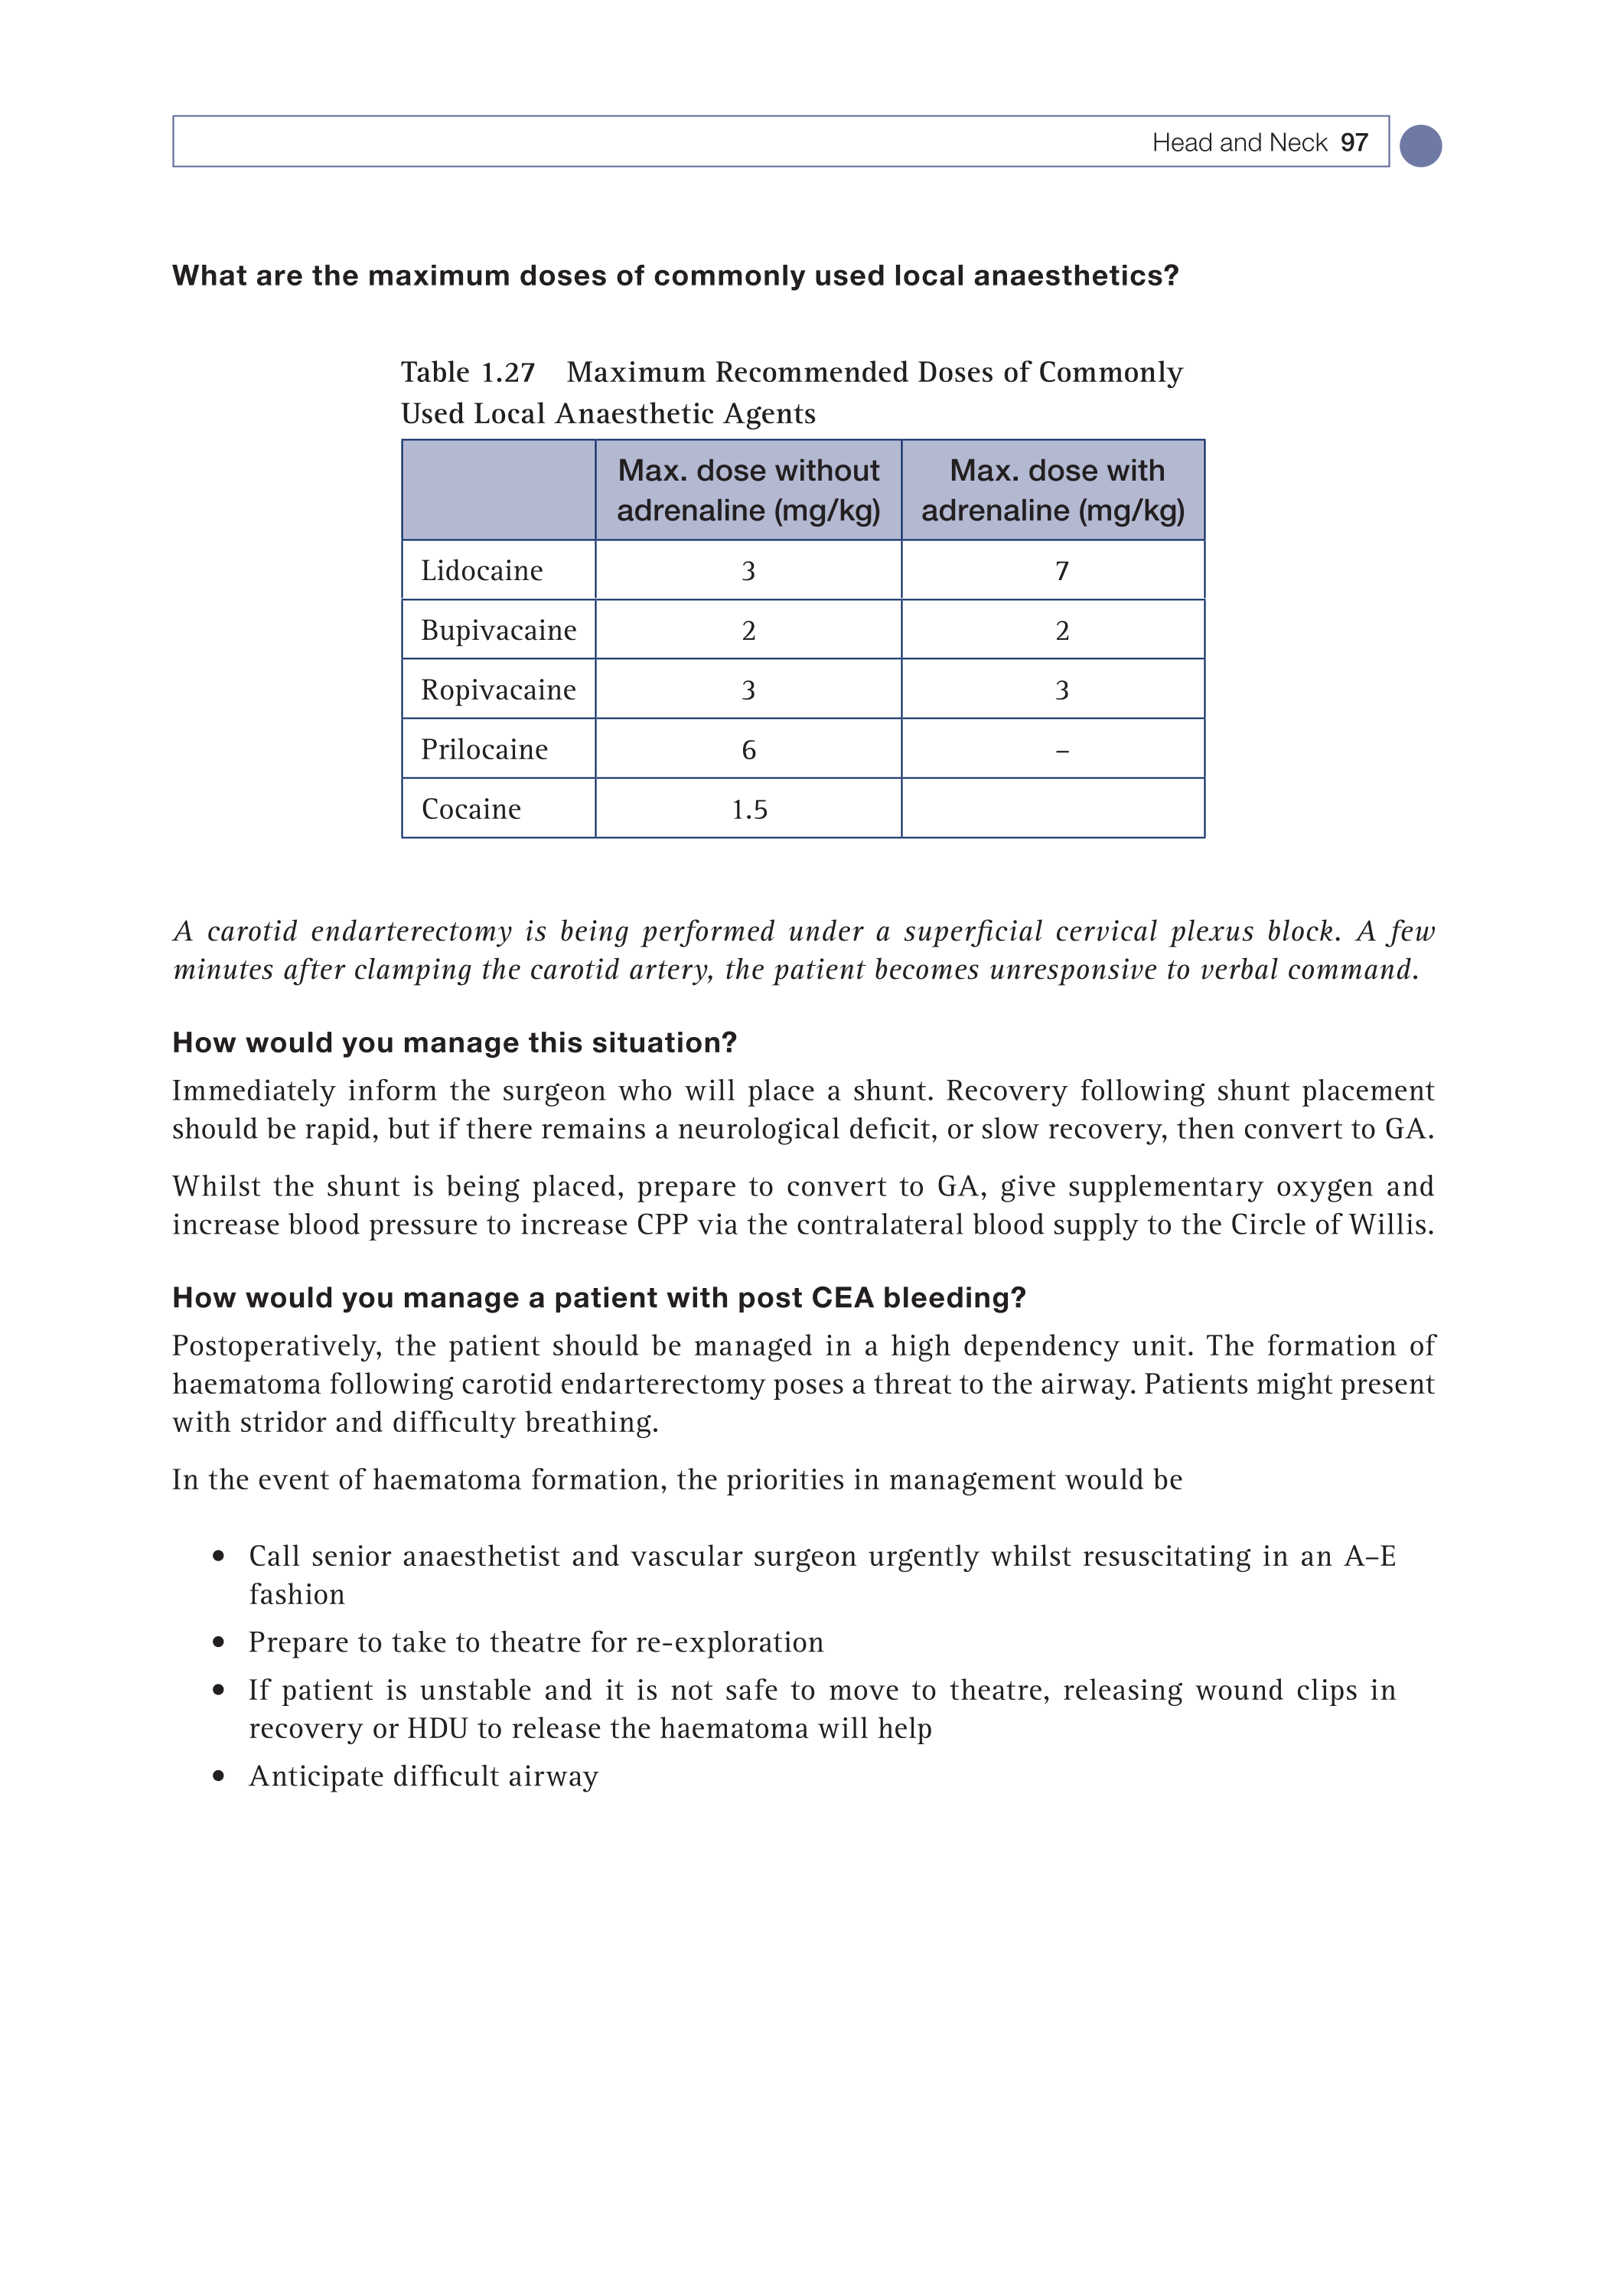 Head and Neck 97
What are the maximum doses of commonly used local anaesthetics?
Table 1.27 Maximum Recommended Doses of Commonly
Used Local Anaesthetic Agents
Max. dose without adrenaline (mg/kg) Max. dose with adrenaline (mg/kg)
Lidocaine 3 7
Bupivacaine 2 2
Ropivacaine 3 3
Prilocaine 6 –
Cocaine 1.5
A carotid endarterectomy is being performed under a superficial cervical plexus block. A few
minutes after clamping the carotid artery, the patient becomes unresponsive to verbal command.
How would you manage this situation?
Immediately inform the surgeon who will place a shunt. Recovery following shunt placement
should be rapid, but if there remains a neurological deficit, or slow recovery, then convert to GA.
Whilst the shunt is being placed, prepare to convert to GA, give supplementary oxygen and
increase blood pressure to increase CPP via the contralateral blood supply to the Circle of Willis.
How would you manage a patient with post CEA bleeding?
Postoperatively, the patient should be managed in a high dependency unit. The formation of
haematoma following carotid endarterectomy poses a threat to the airway. Patients might present
with stridor and difficulty breathing.
In the event of haematoma formation, the priorities in management would be
• Call senior anaesthetist and vascular surgeon urgently whilst resuscitating in an A–E
fashion
• Prepare to take to theatre for re-exploration
• If patient is unstable and it is not safe to move to theatre, releasing wound clips in
recovery or HDU to release the haematoma will help
• Anticipate difficult airway